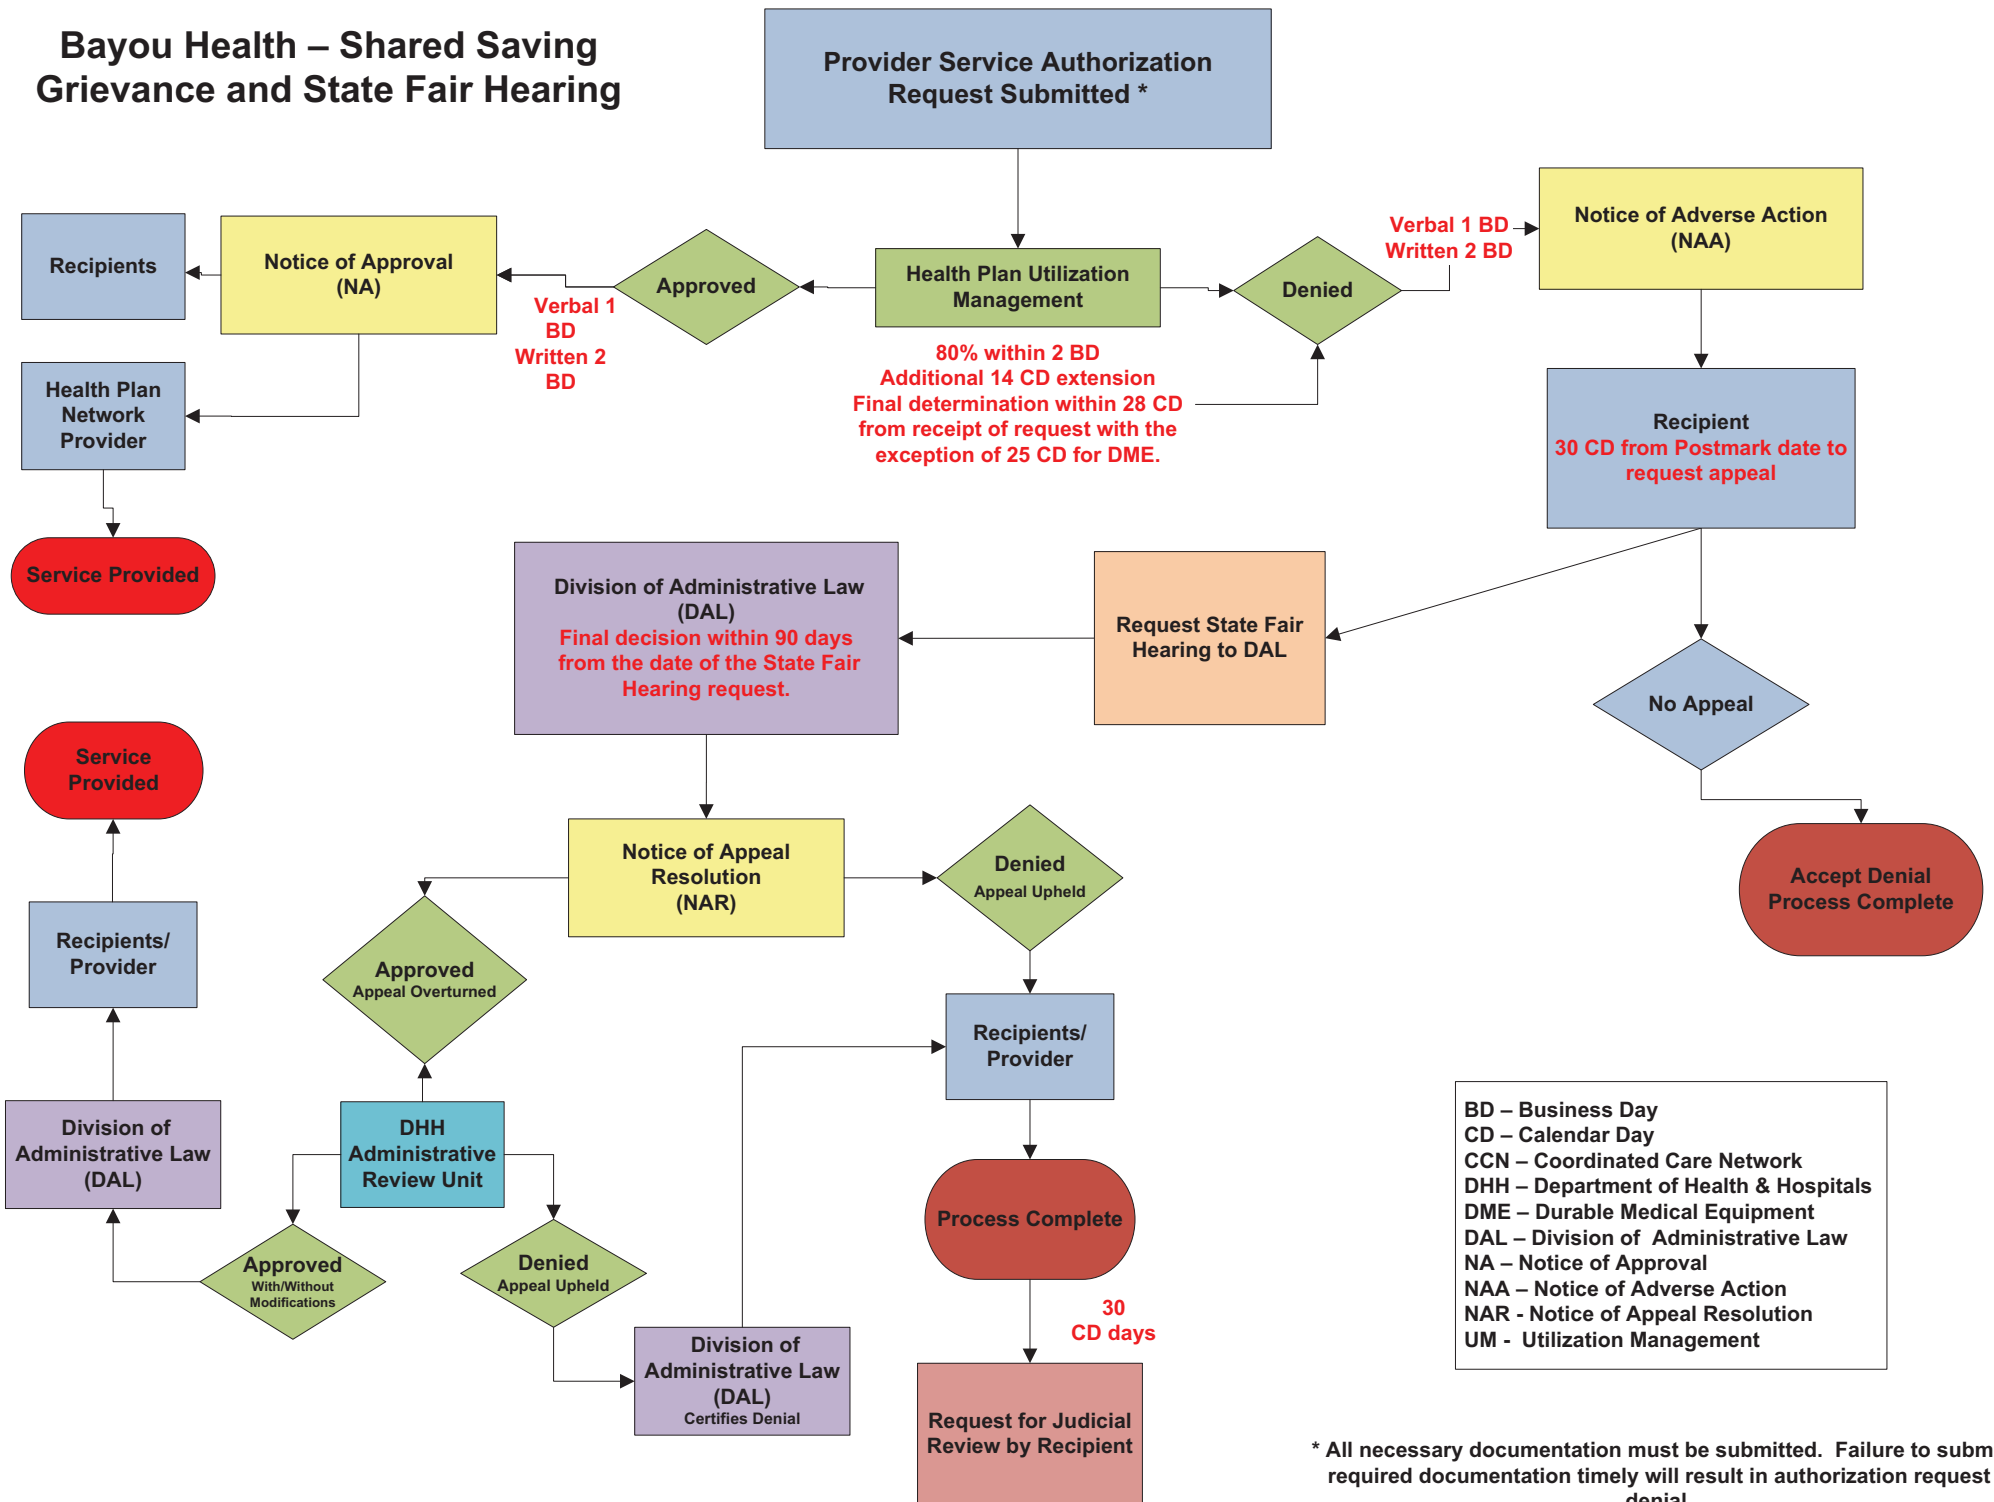 Bayou Health – Shared Saving
Grievance and State Fair Hearing
Provider Service Authorization
Request Submitted *
Recipients
Notice of Approval
(NA)
Verbal 1
BD
Written 2
BD
Approved
Health Plan Utilization
Management
80% within 2 BD
Additional 14 CD extension
Final determination within 28 CD
from receipt of request with the
exception of 25 CD for DME.
Denied
Verbal 1 BD
Written 2 BD
Notice of Adverse Action
(NAA)
Health Plan
Network
Provider
Service Provided
Recipient
30 CD from Postmark date to
request appeal
Division of Administrative Law
(DAL)
Final decision within 90 days
from the date of the State Fair
Hearing request.
Request State Fair
Hearing to DAL
No Appeal
Accept Denial
Process Complete
Service
Provided
Notice of Appeal
Resolution
(NAR)
Denied
Appeal Upheld
Recipients/
Provider
Approved
Appeal Overturned
Recipients/
Provider
Division of
Administrative Law
(DAL)
DHH
Administrative
Review Unit
Approved
With/Without
Modifications
Denied
Appeal Upheld
Division of
Administrative Law
(DAL)
Certifies Denial
Process Complete
30
CD days
Request for Judicial
Review by Recipient
BD – Business Day
CD – Calendar Day
CCN – Coordinated Care Network
DHH – Department of Health & Hospitals
DME – Durable Medical Equipment
DAL – Division of  Administrative Law
NA – Notice of Approval
NAA – Notice of Adverse Action
NAR - Notice of Appeal Resolution
UM -  Utilization Management
* All necessary documentation must be submitted.  Failure to subm
required documentation timely will result in authorization request
denial